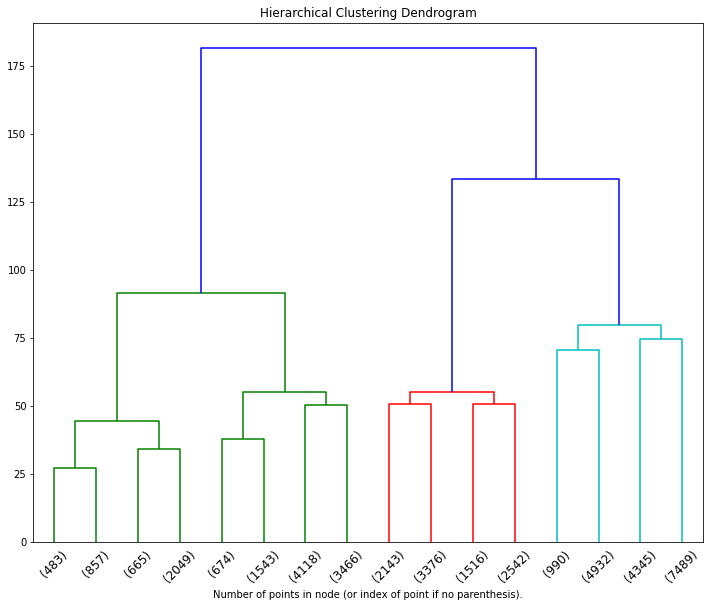 Hierarchical Clustering Dendrogram
175
150
125
100
75
50
25
0
(483) (857) (665) (2049) (674) (1543) (4118) (3466) (2143) (3376) (1516) (2542) (990) (4932) (4345) (7489)
Number of points in node (or index of point if no parenthesis).